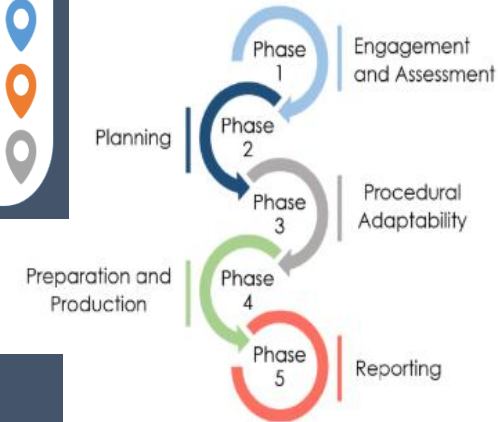 Phase
1
Engagement
and Assessment
Planning
Phase
2
Phase
3
Procedural
Adaptability
Preparation and
Production
Phase
4
Phase
5
Reporting